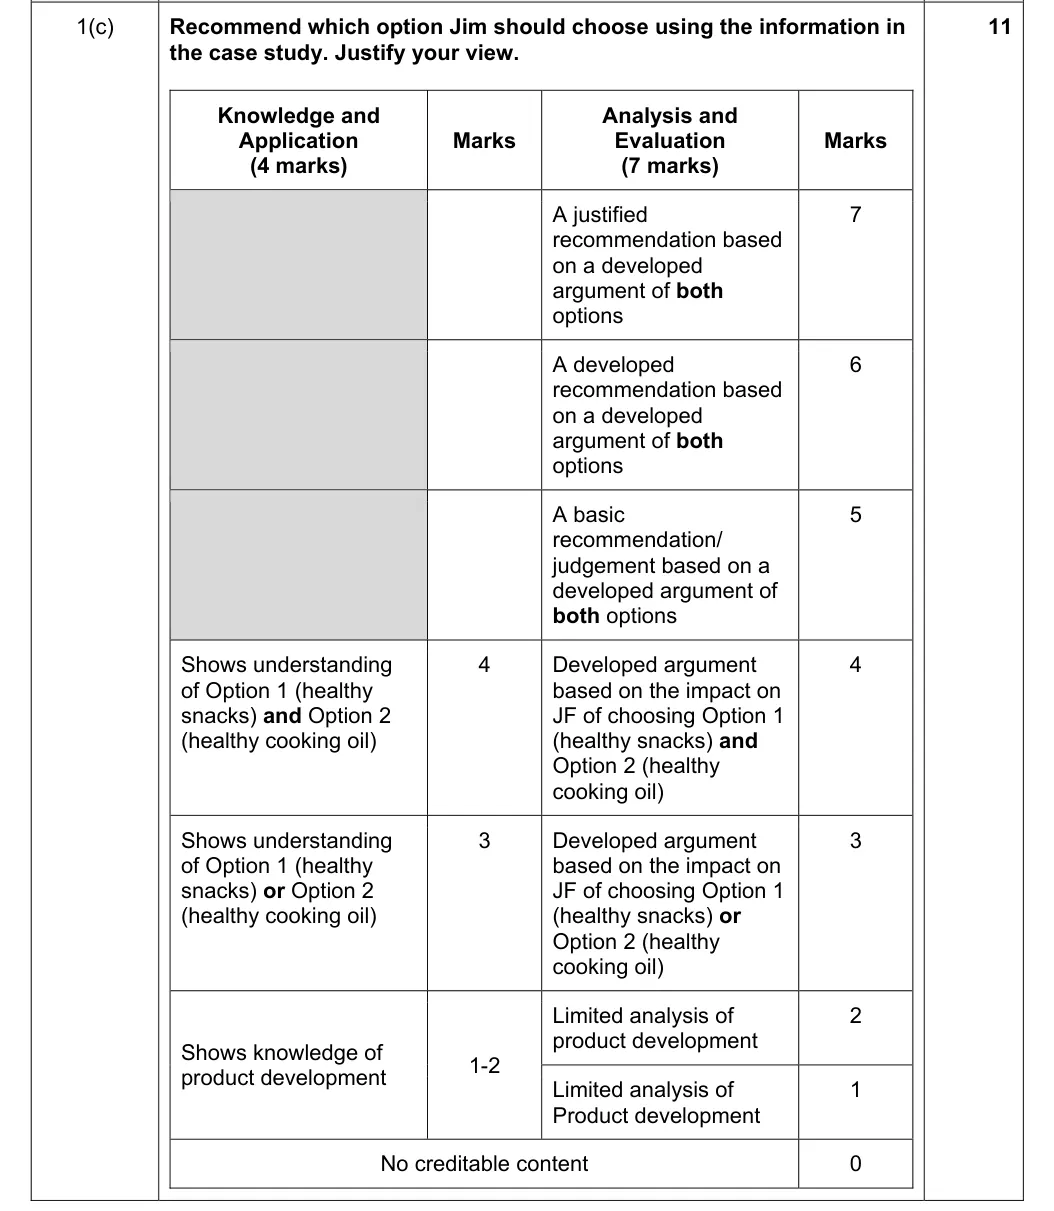 1(c)
Recommend which option Jim should choose using the information in
the case study. Justify your view.
11
Knowledge and
Application
(4 marks)
Marks
Analysis and
Evaluation
(7 marks)
Marks
A justified
recommendation based
on a developed
argument of both
options
7
A developed
recommendation based
on a developed
argument of both
options
6
A basic
recommendation/
judgement based on a
developed argument of
both options
5
Shows understanding
of Option 1 (healthy
snacks) and Option 2
(healthy cooking oil)
4
Developed argument
based on the impact on
JF of choosing Option 1
(healthy snacks) and
Option 2 (healthy
cooking oil)
4
Shows understanding
of Option 1 (healthy
snacks) or Option 2
(healthy cooking oil)
3
Developed argument
based on the impact on
JF of choosing Option 1
(healthy snacks) or
Option 2 (healthy
cooking oil)
3
Shows knowledge of
product development
1-2
Limited analysis of
product development
2
Limited analysis of
Product development
1
No creditable content
0